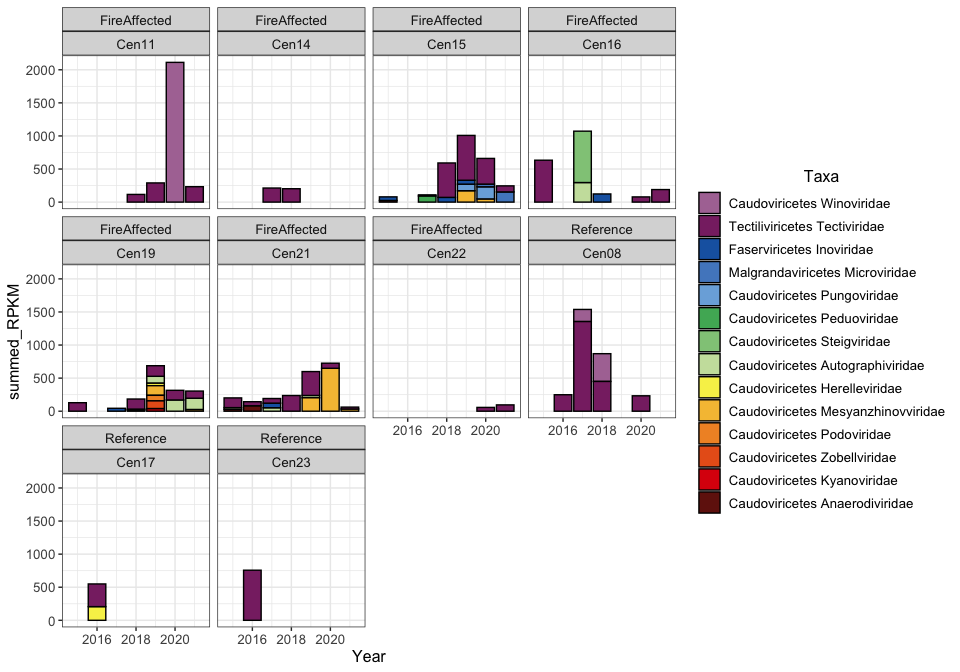 FireAffected FireAffected FireAffected FireAffected
Cen11 Cen14 Cen15 Cen16
2000
1500
1000
500
0
FireAffected FireAffected FireAffected Reference
Cen19 Cen21 Cen22 Cen08
2000
1500
1000
500
0
2016 2018 2020 2016 2018 2020
Reference Reference
Cen17 Cen23
2000
1500
1000
500
0
2016 2018 2020 2016 2018 2020
Year
summed_RPKM
Taxa
Caudoviricetes Winoviridae
Tectiliviricetes Tectiviridae
Faserviricetes Inoviridae
Malgrandaviricetes Microviridae
Caudoviricetes Pungoviridae
Caudoviricetes Peduoviridae
Caudoviricetes Steigviridae
Caudoviricetes Autographiviridae
Caudoviricetes Herelleviridae
Caudoviricetes Mesyanzhinovviridae
Caudoviricetes Podoviridae
Caudoviricetes Zobellviridae
Caudoviricetes Kyanoviridae
Caudoviricetes Anaerodiviridae